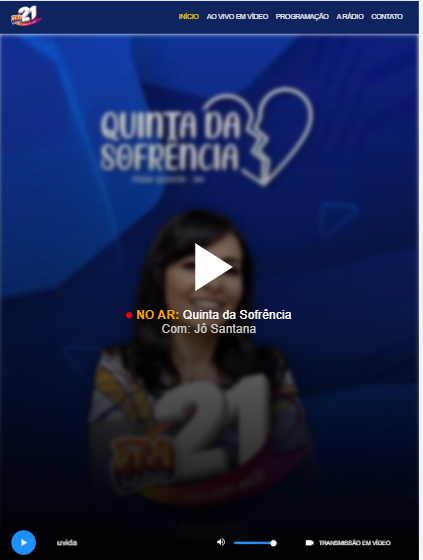 21
INÍCIO AO VIVO EM VÍDEO PROGRAMAÇÃO A RÁDIO CONTATO
QUINTA DA
SOFRÊNCIA
NO AR: Quinta da Sofrência
Com: Jô Santana
21
uvida
TRANSMISSÃO EM VÍDEO